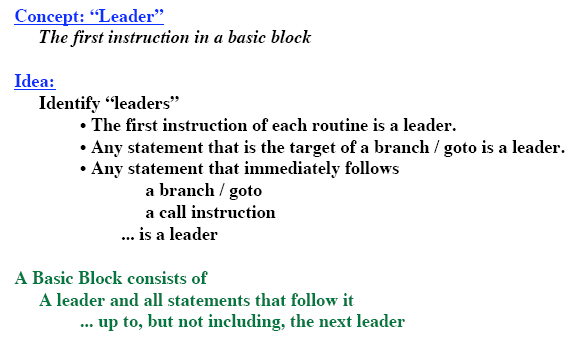 Concept: “Leader”
The first instruction in a basic block
Idea:
Identify “leaders”
• The first instruction of each routine is a leader.
• Any statement that is the target of a branch / goto is a leader.
• Any statement that immediately follows
a branch / goto
a call instruction
... is a leader
A Basic Block consists of
A leader and all statements that follow it
... up to, but not including, the next leader